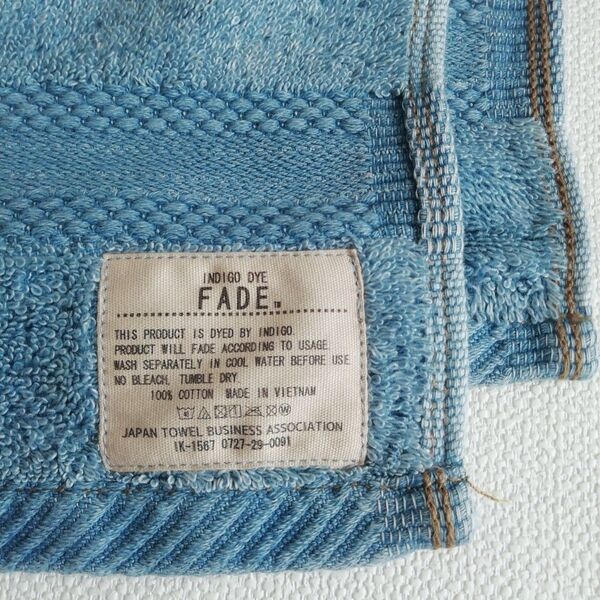 INDIGO DYE
FADE TM
THIS PRODUCT IS DYED BY INDIGO.
PRODUCT WILL FADE ACCORDING TO USAGE.
WASH SEPARATELY IN COOL WATER BEFORE USE
NO BLEACH, TUMBLE DRY.
100% COTTON MADE IN VIETNAM
JAPAN TOWEL BUSINESS ASSOCIATION
IK-1567 0727-29-0091